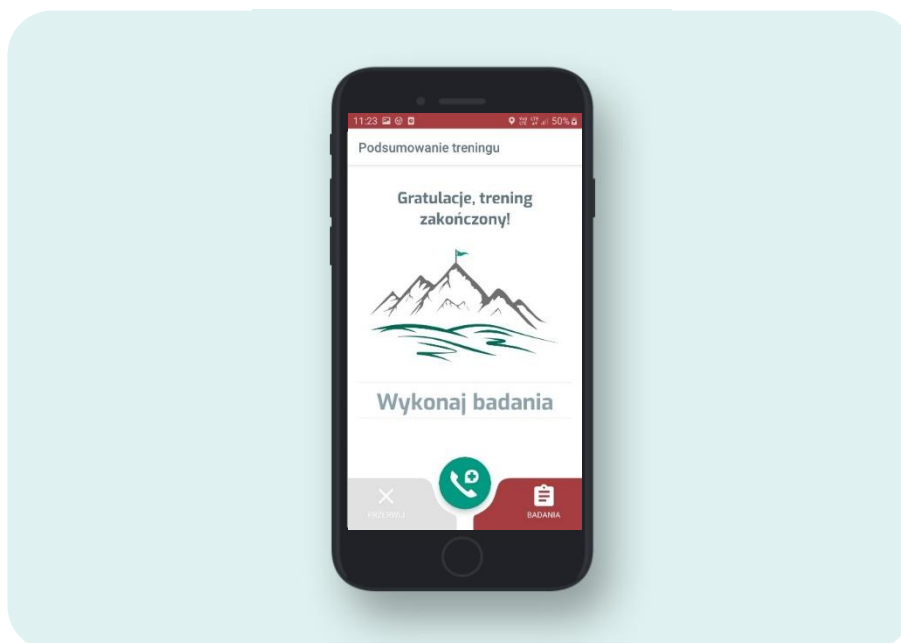 11:23
50%
Podsumowanie treningu
Gratulacje, trening
zakończony!
Wykonaj badania
PRZERWIJ
BADANIA